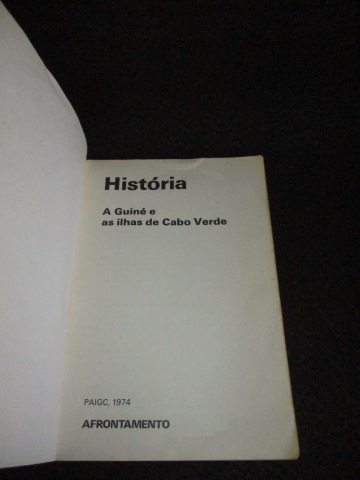 História
A Guiné e
as ilhas de Cabo Verde
PAIGC, 1974
AFRONTAMENTO